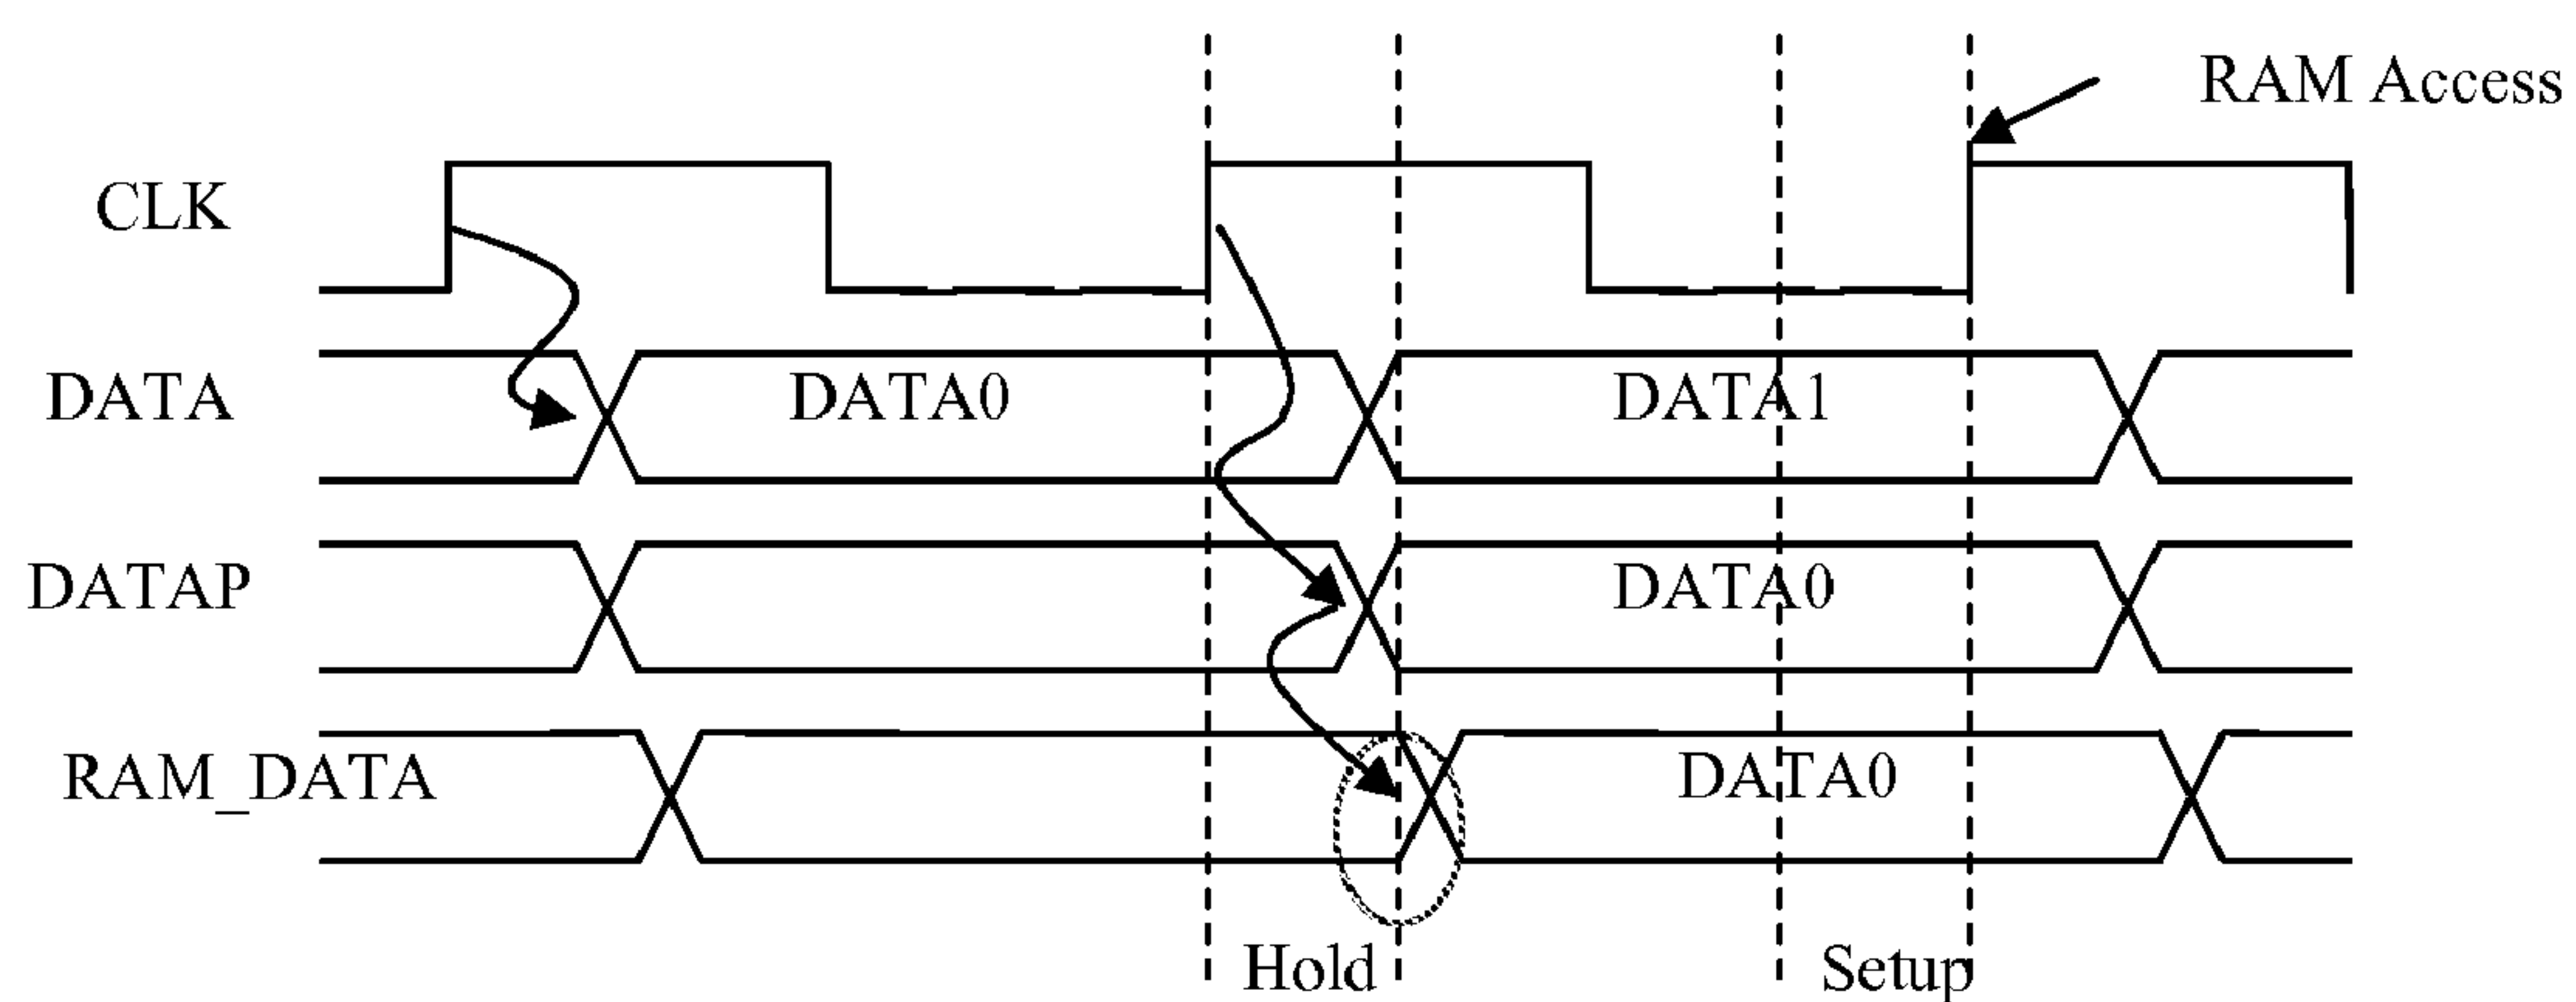 RAM Access
CLK
DATA DATA0 DATA1
DATAP DATA0
RAM_DATA DATA0
Hold Setup